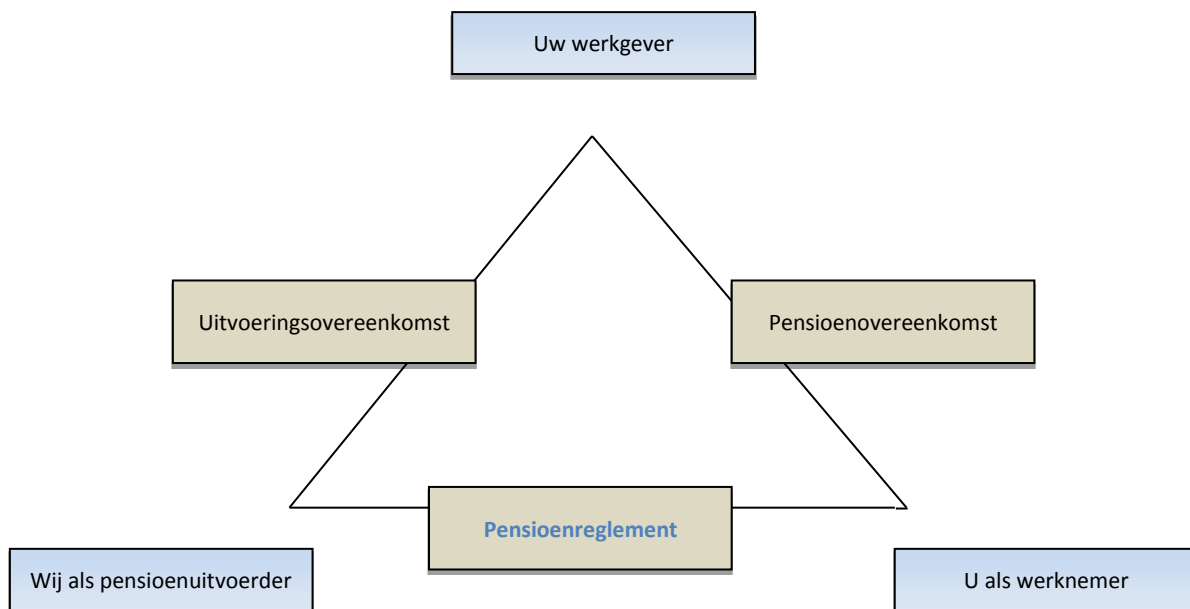 Uw werkgever
Uitvoeringsovereenkomst
Pensioenovereenkomst
Pensioenreglement
Wij als pensioenuitvoerder
U als werknemer